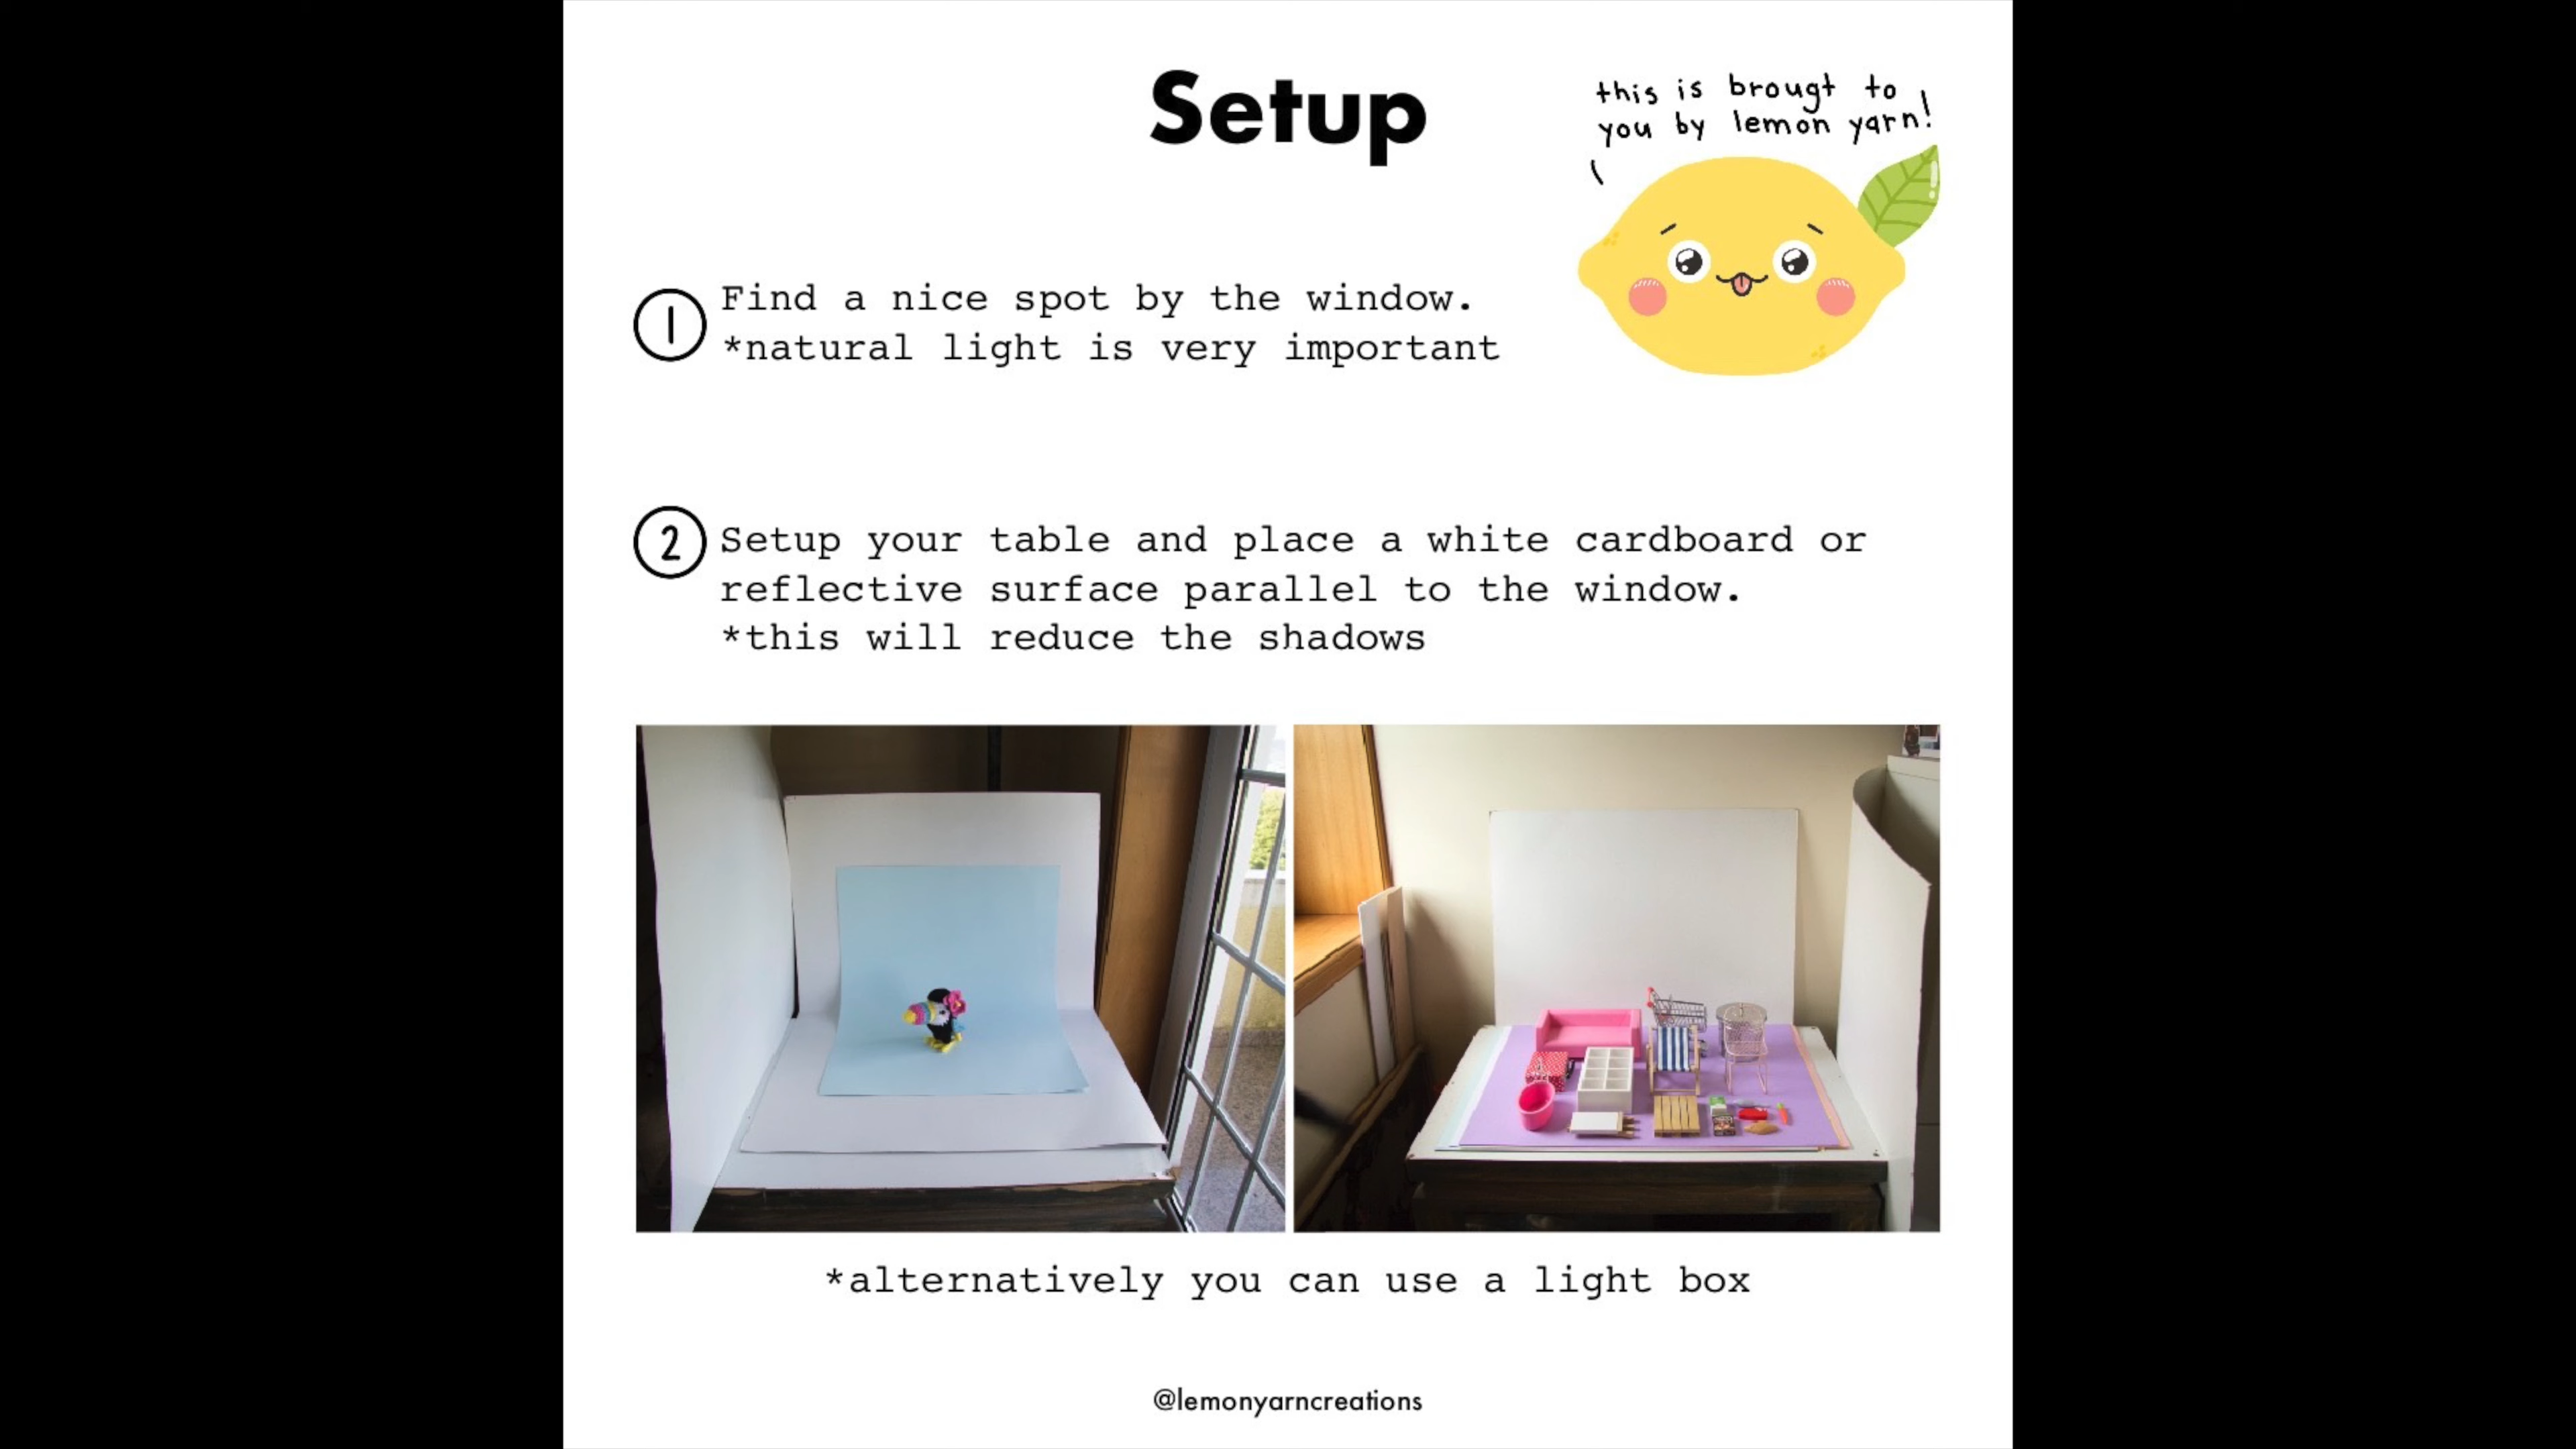 Setup
this is brougt to
you by lemon yarn!
1 Find a nice spot by the window.
*natural light is very important
2 Setup your table and place a white cardboard or
reflective surface parallel to the window.
*this will reduce the shadows
*alternatively you can use a light box
@lemonyarncreations